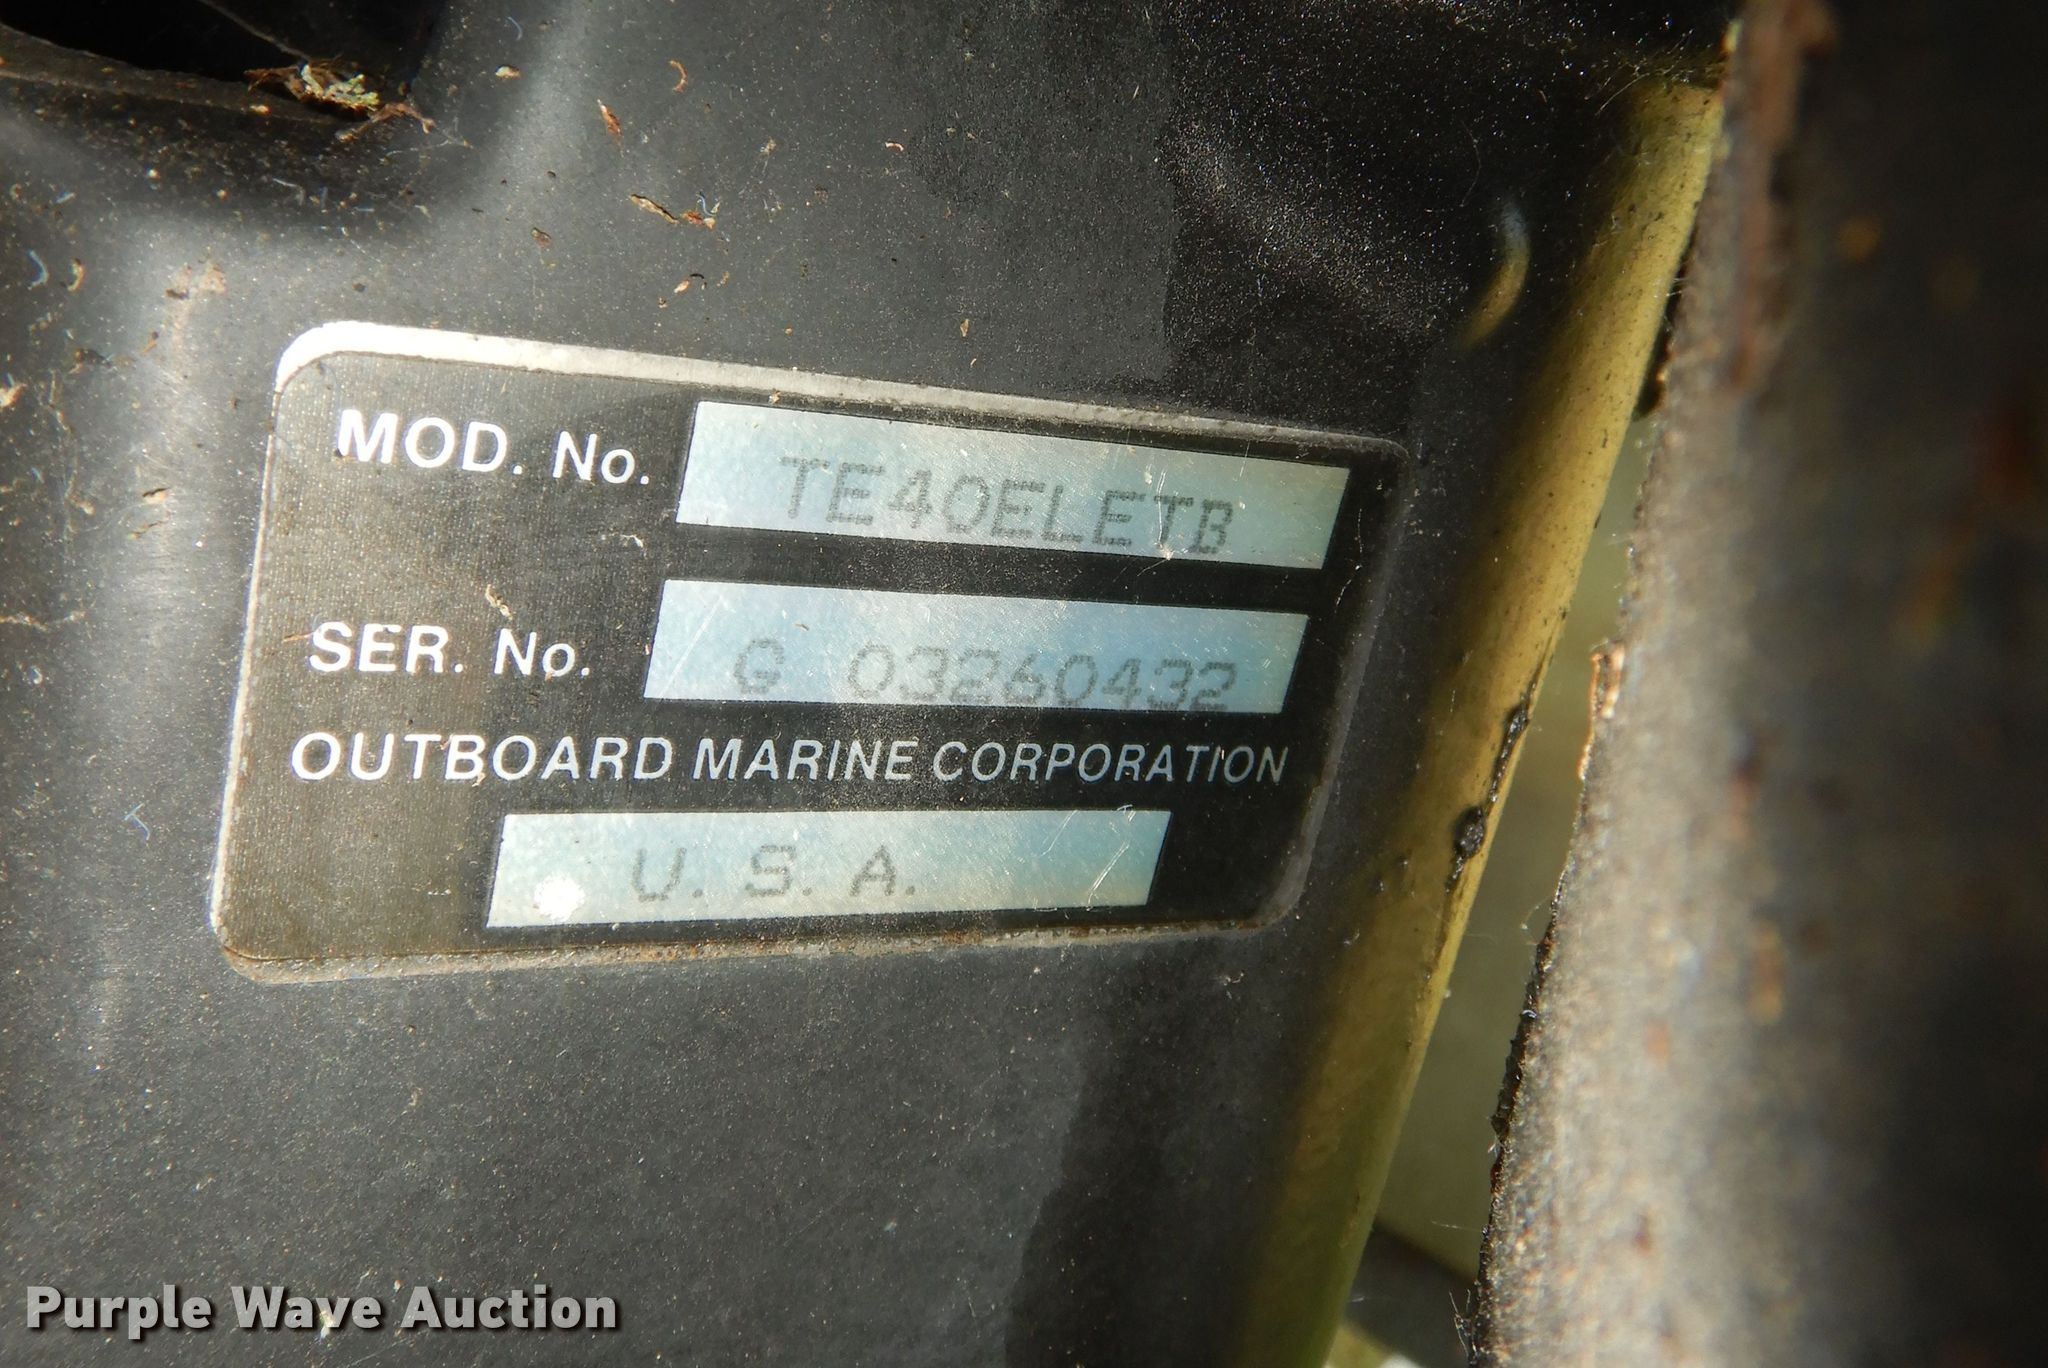 MOD. No. TE40ELETB
SER. No. G 03260432
OUTBOARD MARINE CORPORATION
U. S. A.
Purple Wave Auction